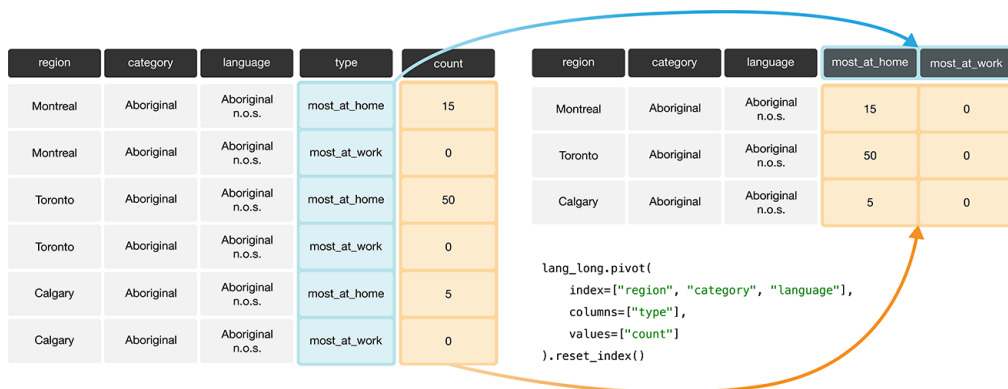 region category language type count
Montreal Aboriginal Aboriginal n.o.s. most_at_home 15
Montreal Aboriginal Aboriginal n.o.s. most_at_work 0
Toronto Aboriginal Aboriginal n.o.s. most_at_home 50
Toronto Aboriginal Aboriginal n.o.s. most_at_work 0
Calgary Aboriginal Aboriginal n.o.s. most_at_home 5
Calgary Aboriginal Aboriginal n.o.s. most_at_work 0
region category language most_at_home most_at_work
Montreal Aboriginal Aboriginal n.o.s. 15 0
Toronto Aboriginal Aboriginal n.o.s. 50 0
Calgary Aboriginal Aboriginal n.o.s. 5 0
lang_long.pivot(
    index=["region", "category", "language"],
    columns=["type"],
    values=["count"]
).reset_index()